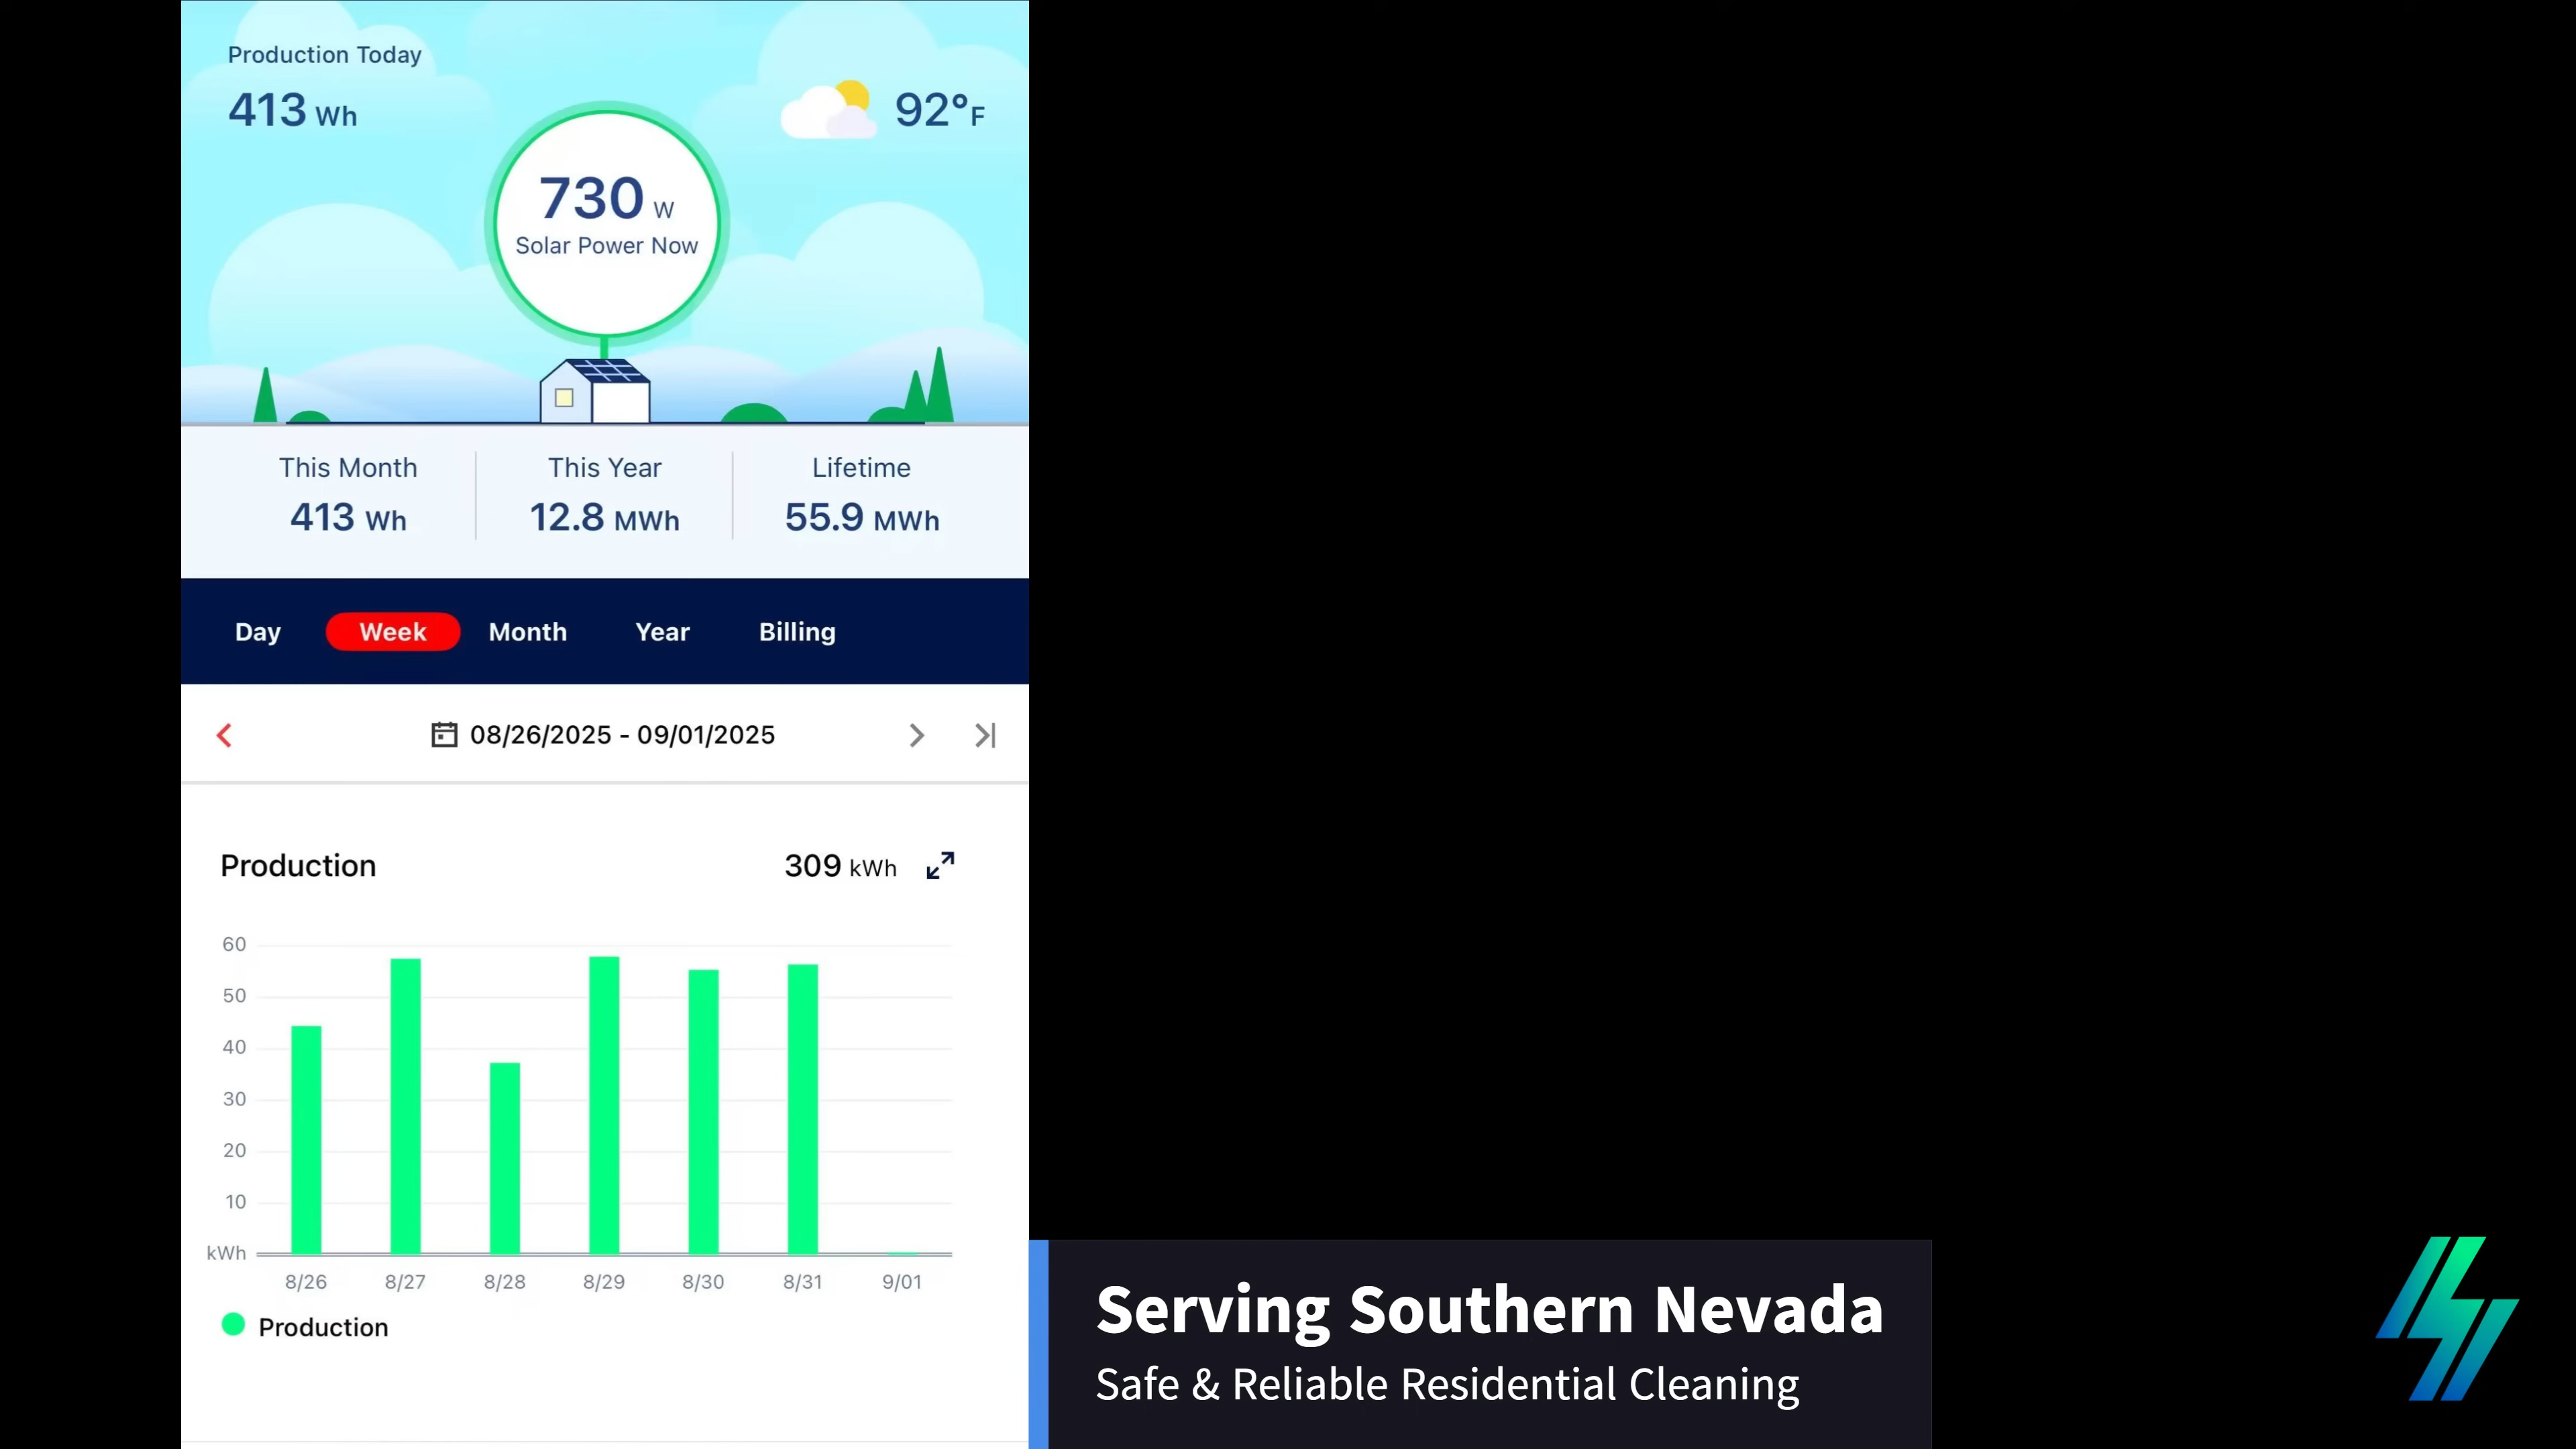 Production Today
413 Wh
92°F
730 W
Solar Power Now
This Month
413 Wh
This Year
12.8 MWh
Lifetime
55.9 MWh
Day
Week
Month
Year
Billing
08/26/2025 - 09/01/2025
Production
309 kWh
60
50
40
30
20
10
kWh
8/26
8/27
8/28
8/29
8/30
8/31
9/01
Production
Serving Southern Nevada
Safe & Reliable Residential Cleaning